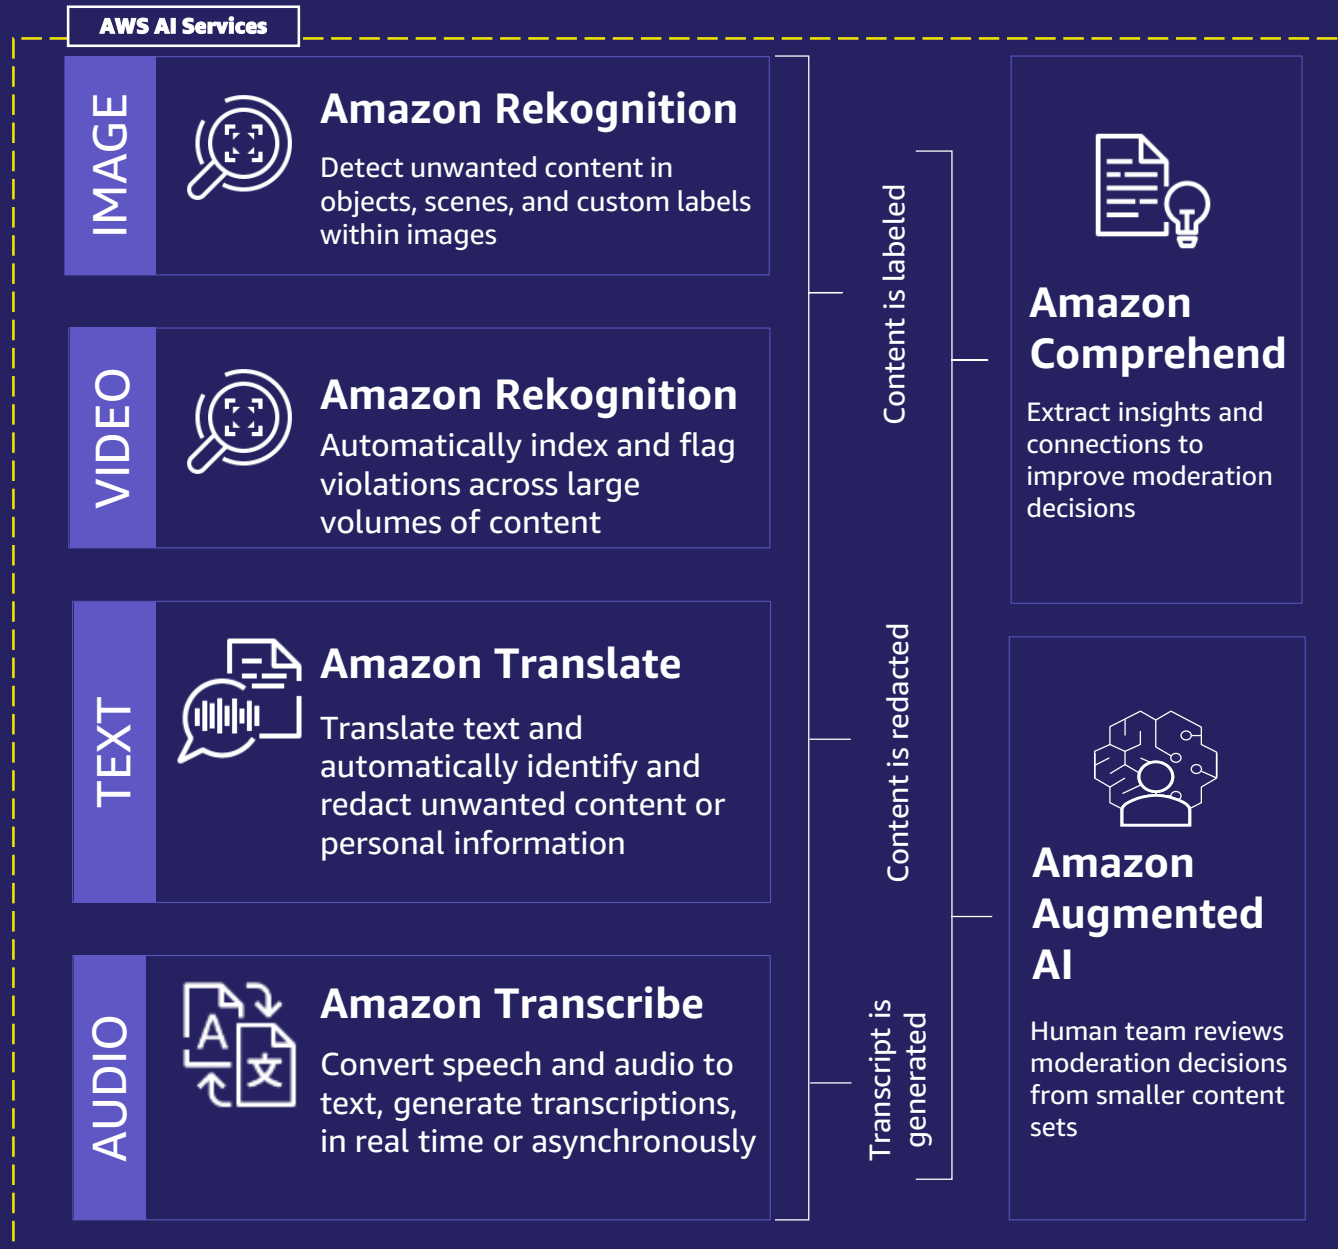 AWS AI Services
IMAGE
Amazon Rekognition
Detect unwanted content in
objects, scenes, and custom labels
within images
VIDEO
Amazon Rekognition
Automatically index and flag
violations across large
volumes of content
TEXT
Amazon Translate
Translate text and
automatically identify and
redact unwanted content or
personal information
AUDIO
A
文
Amazon Transcribe
Convert speech and audio to
text, generate transcriptions,
in real time or asynchronously
Content is labeled
Content is redacted
Transcript is
generated
Amazon
Comprehend
Extract insights and
connections to
improve moderation
decisions
Amazon
Augmented
AI
Human team reviews
moderation decisions
from smaller content
sets